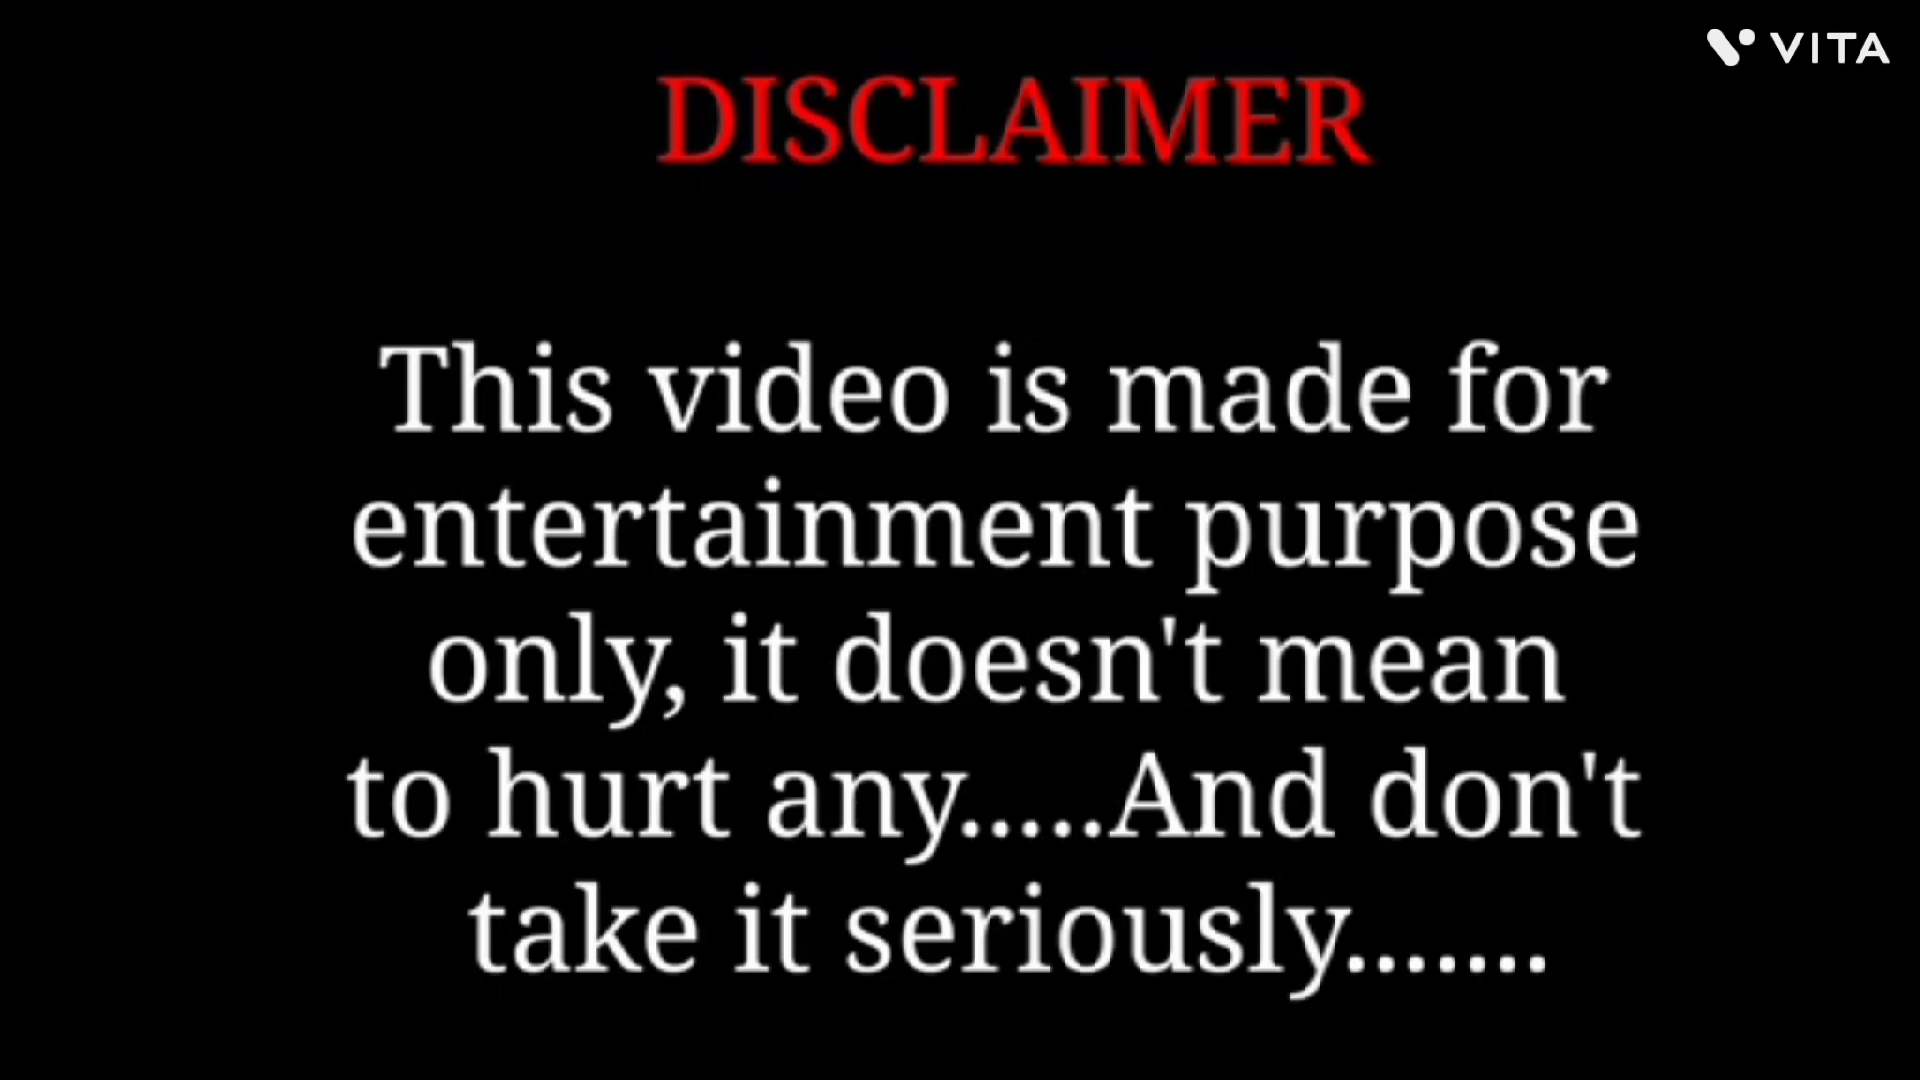 VITA
DISCLAIMER
This video is made for
entertainment purpose
only, it doesn't mean
to hurt any.....And don't
take it seriously.......